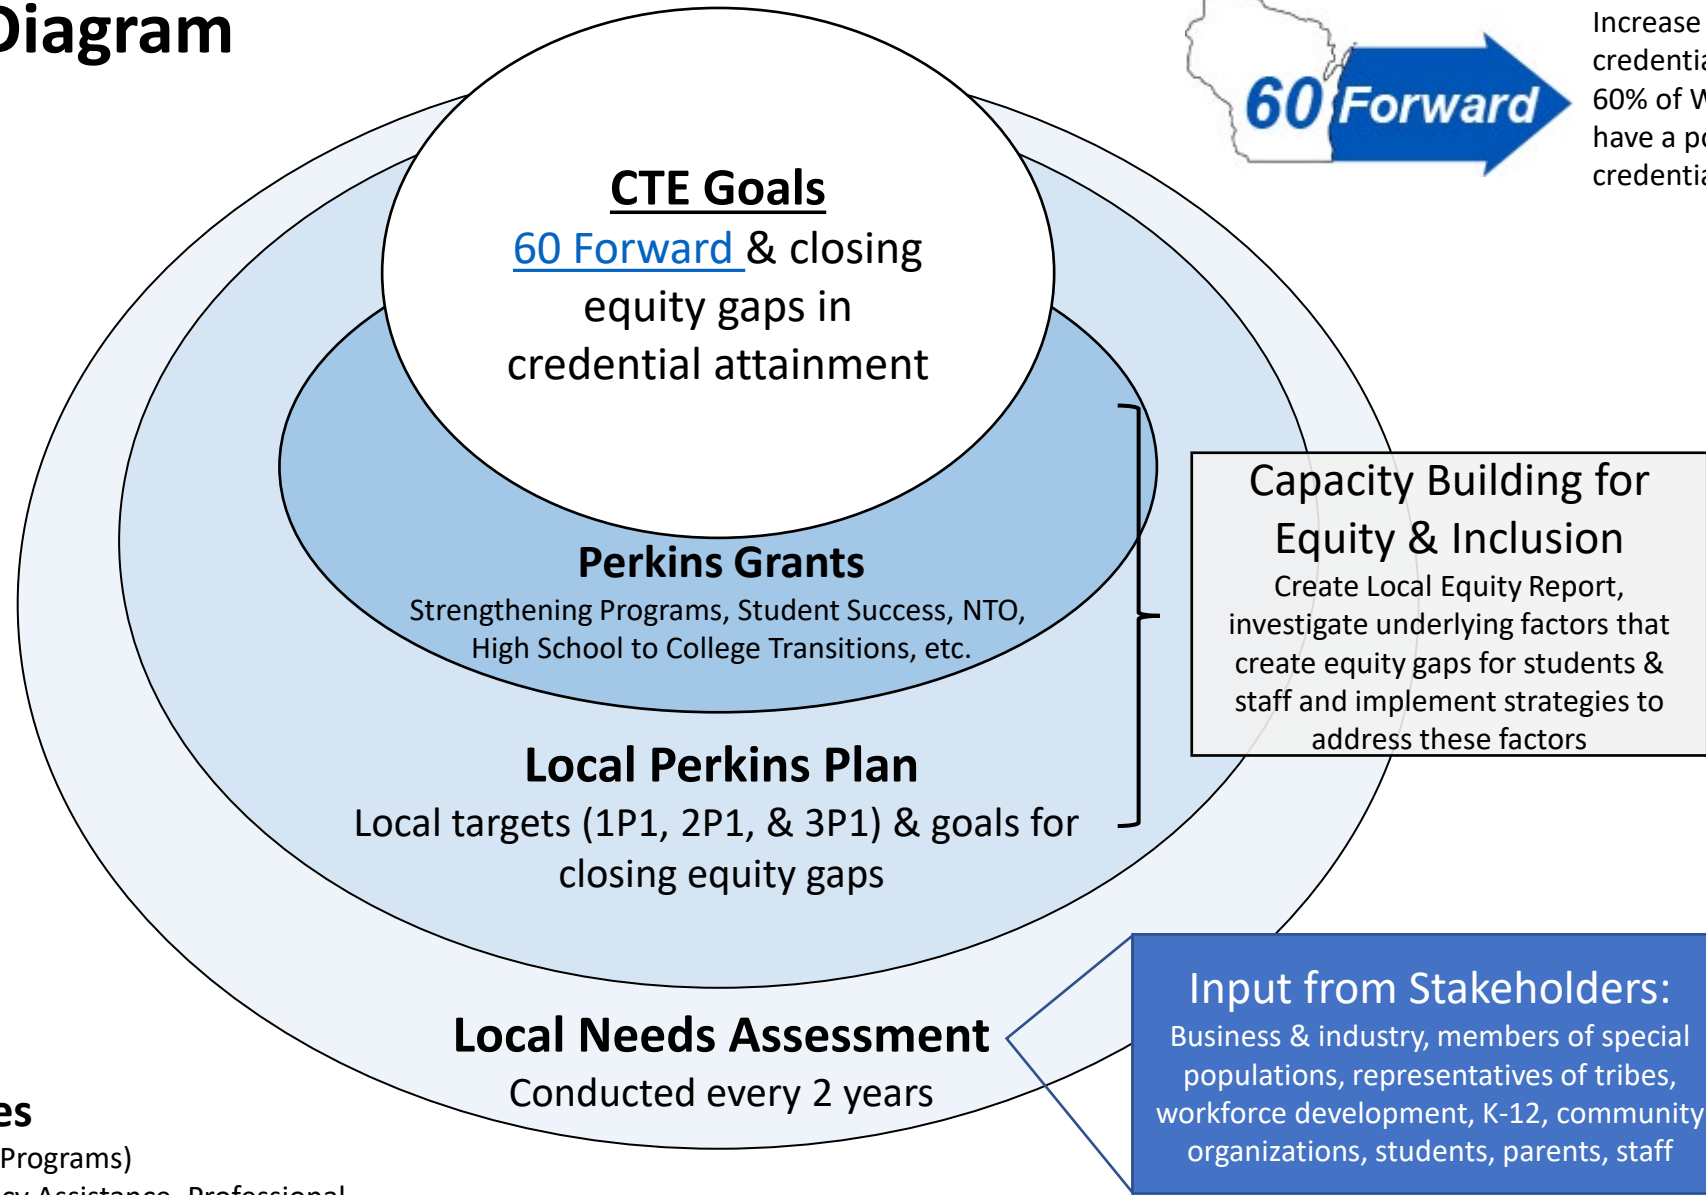 Diagram
Increase
60 Forward
60% of
have a
CTE Goals
60 Forward & closing
equity gaps in
credential attainment
Perkins Grants
Strengthening Programs, Student Success, NTO,
High School to College Transitions, etc.
Capacity Building for
Equity & Inclusion
Create Local Equity Report,
investigate underlying factors that
create equity gaps for students &
staff and implement strategies to
address these factors
Local Perkins Plan
Local targets (1P1, 2P1, & 3P1) & goals for
closing equity gaps
Local Needs Assessment
Conducted every 2 years
Input from Stakeholders:
Business & industry, members of special
populations, representatives of tribes,
workforce development, K-12, community
organizations, students, parents, staff
Programs)
Assistance, Professional